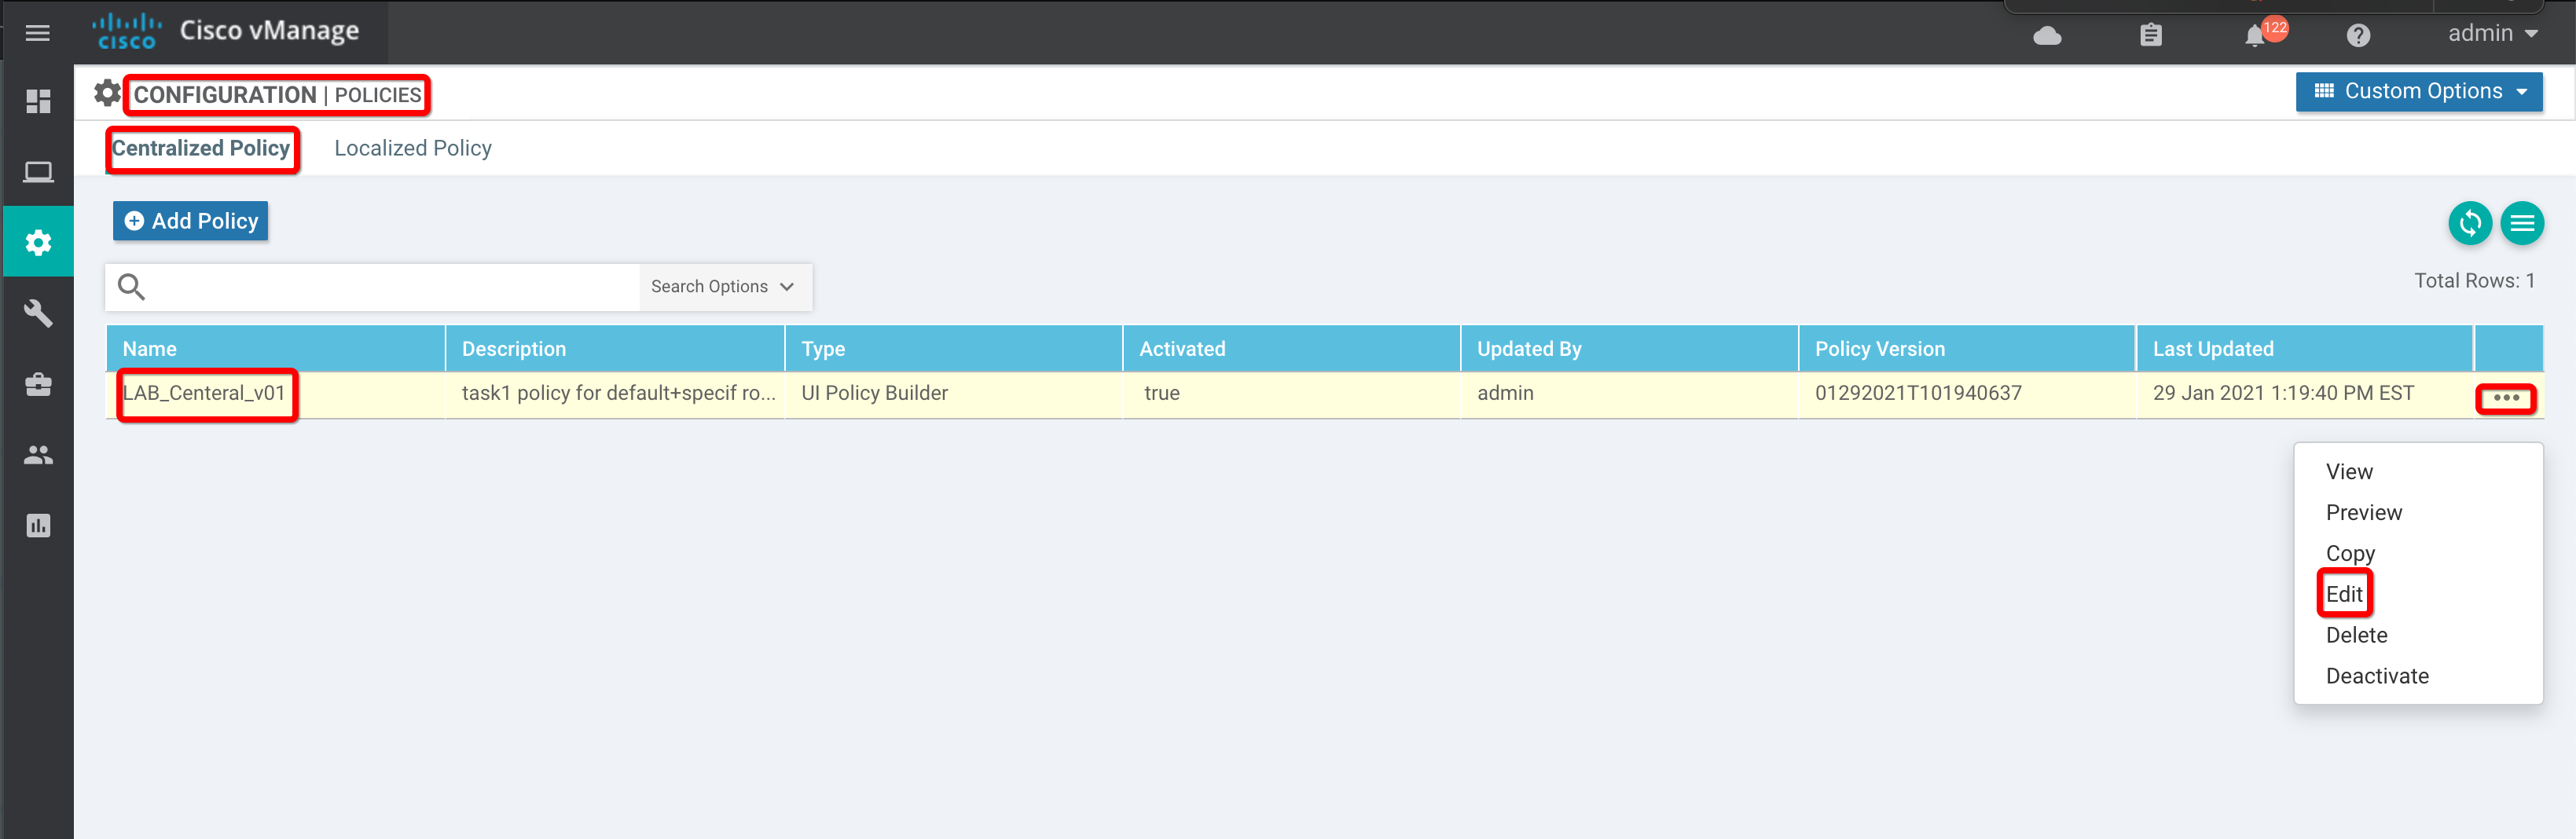 CISCO Cisco vManage
122
admin
CONFIGURATION | POLICIES
Custom Options
Centralized Policy Localized Policy
Add Policy
Search Options
Total Rows: 1
Name Description Type Activated Updated By Policy Version Last Updated
LAB_Centeral_v01 task1 policy for default+specif ro... UI Policy Builder true admin 01292021T101940637 29 Jan 2021 1:19:40 PM EST
View
Preview
Copy
Edit
Delete
Deactivate